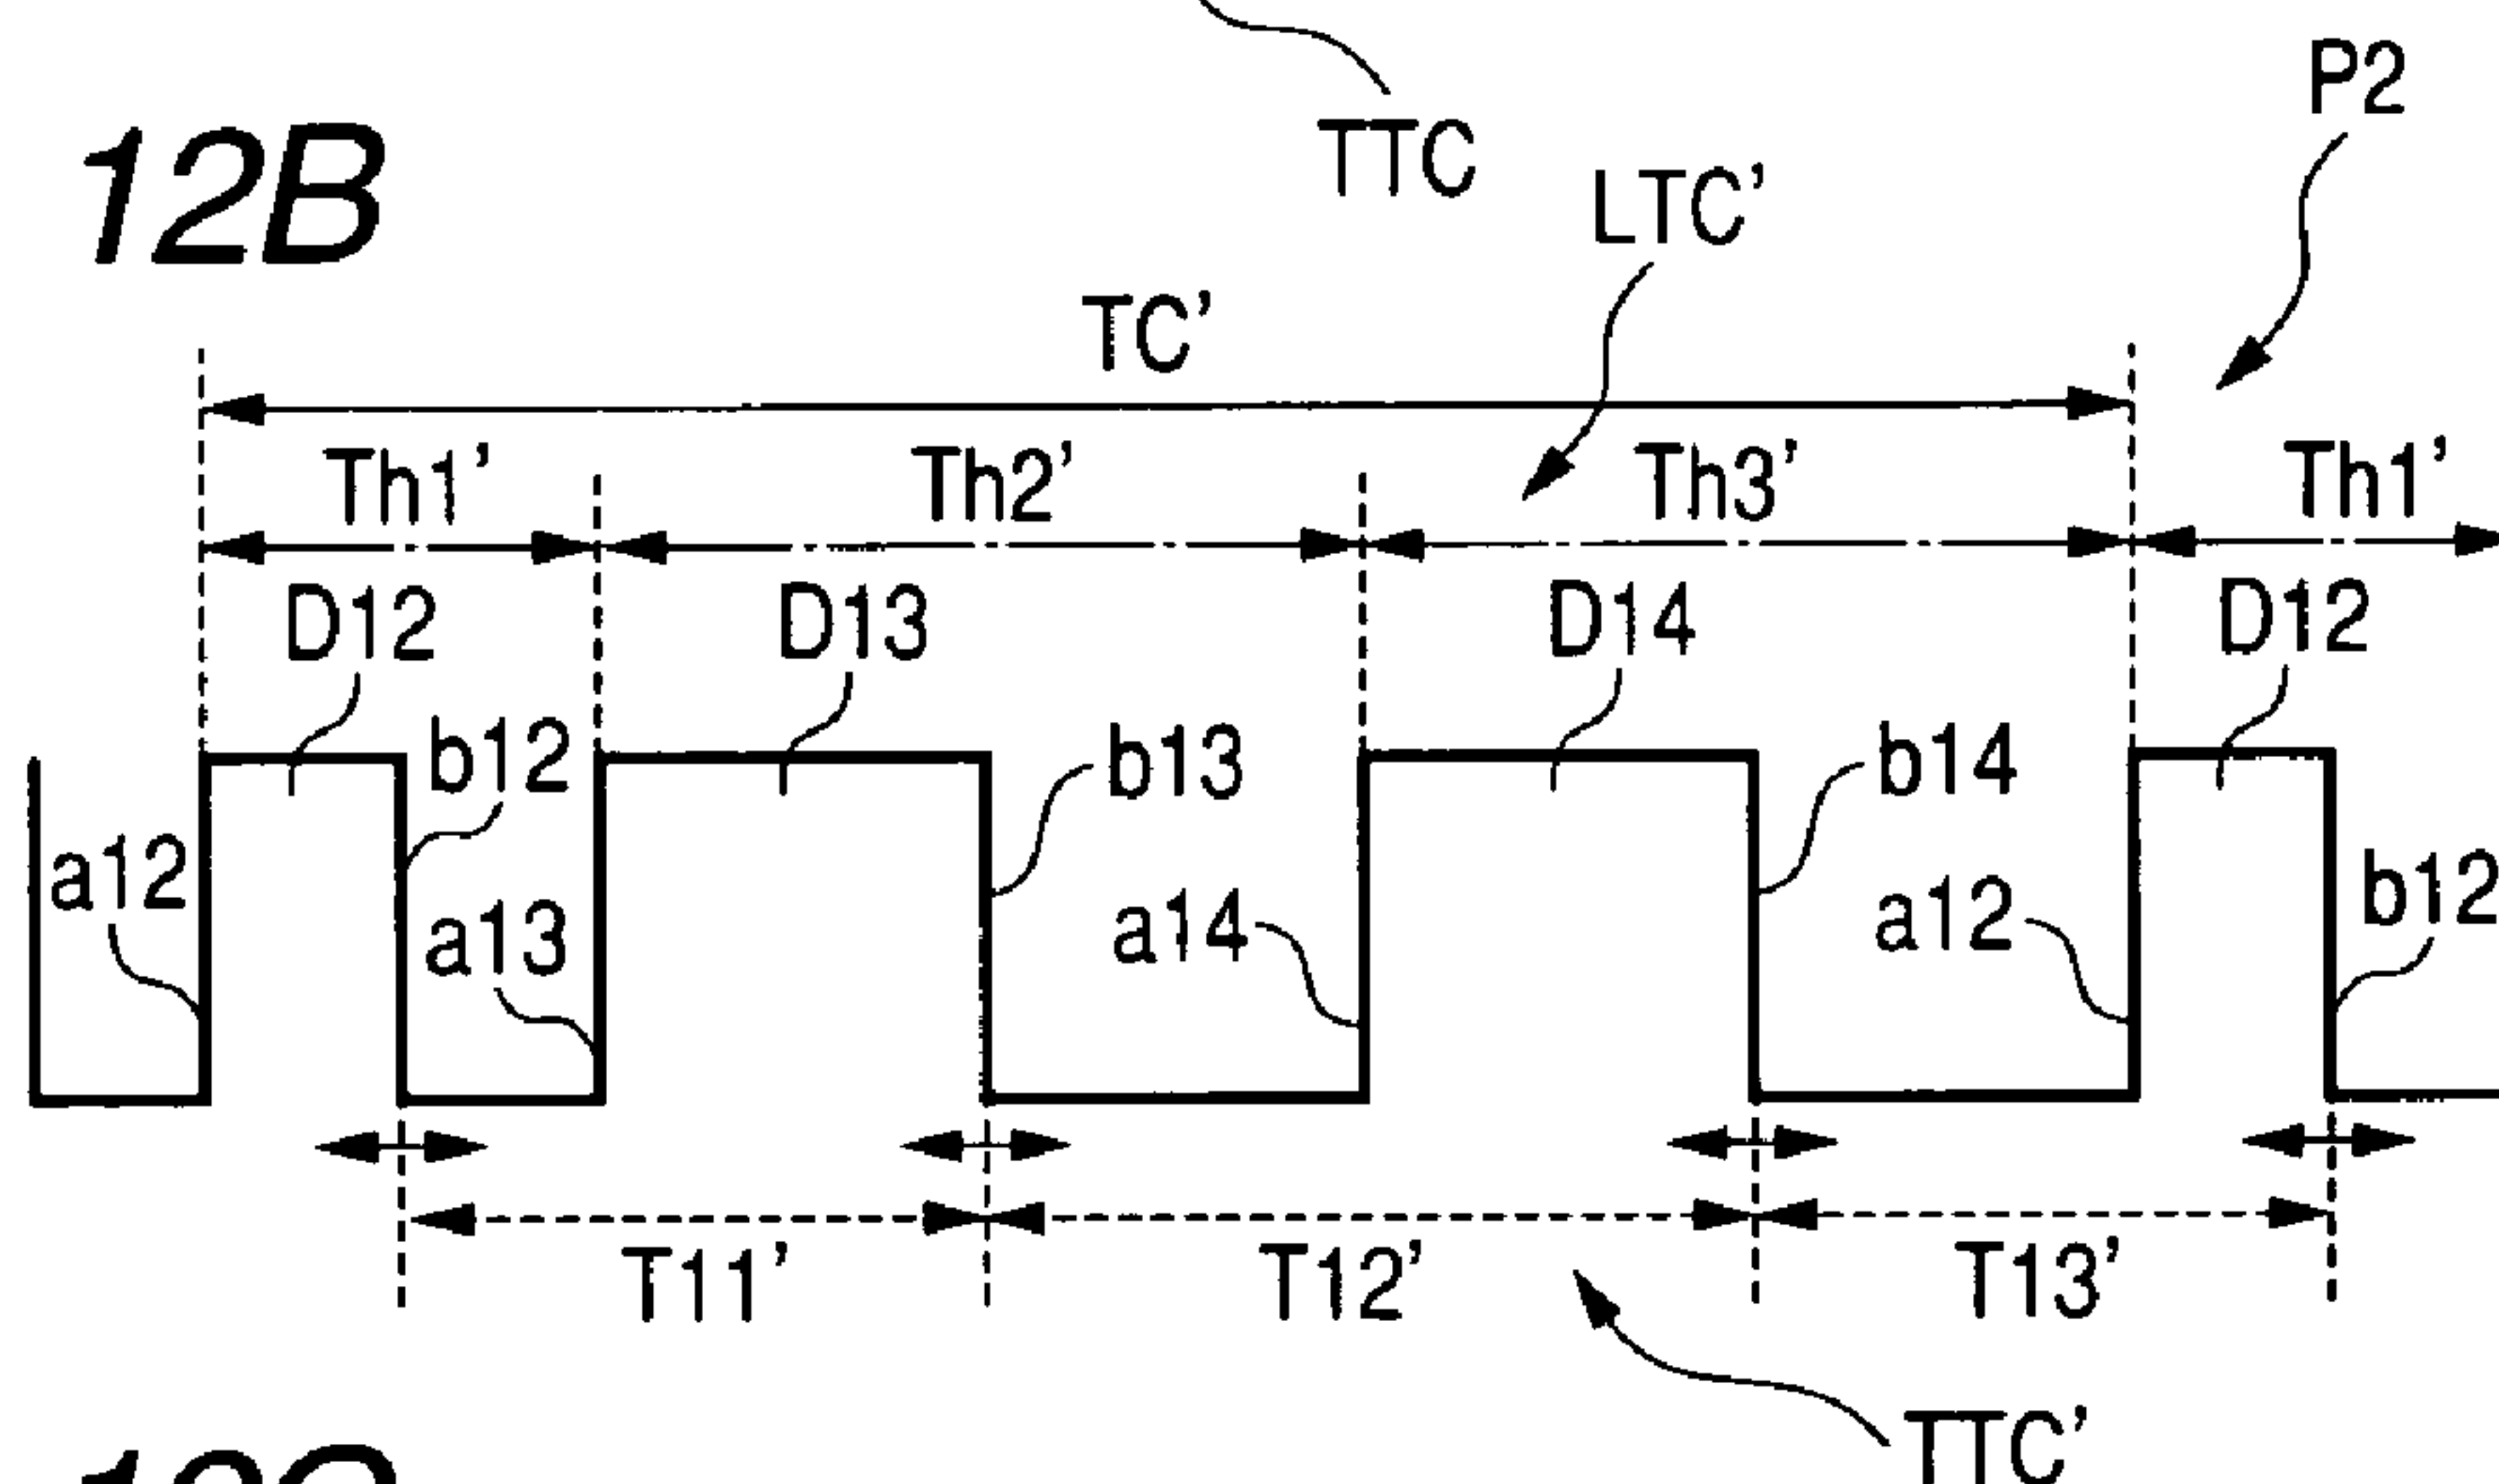 TTC
P2
12B
LTC’
TC’
Th1’ Th2’ Th3’ Th1’
D12 D13 D14 D12
b12 b13 b14
a12 a13 a14 a12 b12
T11’ T12’ T13’
TTC’